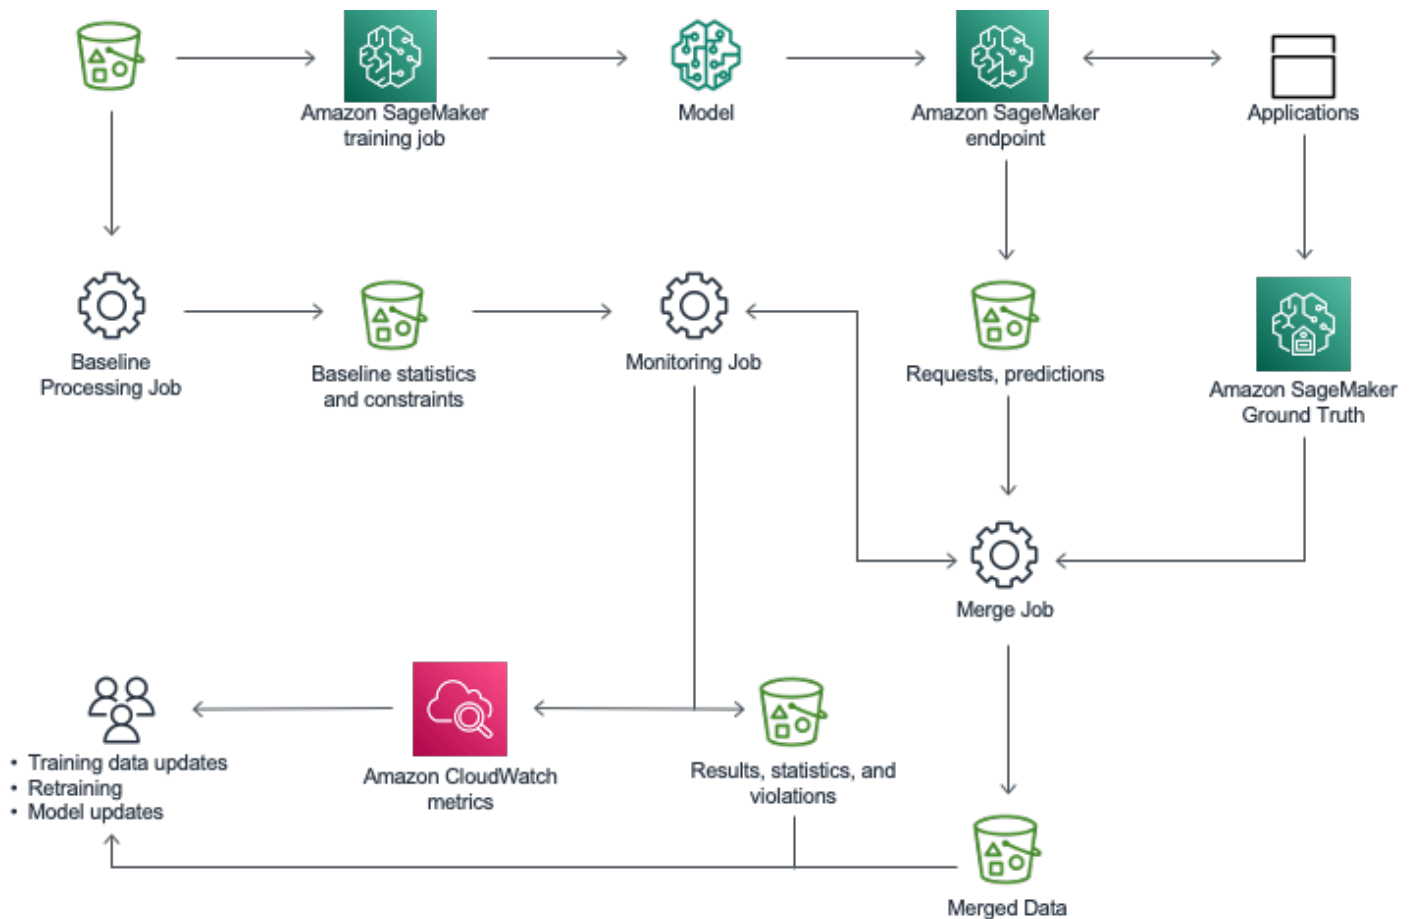 Amazon SageMaker
training job
Model
Amazon SageMaker
endpoint
Applications
Baseline
Processing Job
Baseline statistics
and constraints
Monitoring Job
Requests, predictions
Amazon SageMaker
Ground Truth
Merge Job
• Training data updates
• Retraining
• Model updates
Amazon CloudWatch
metrics
Results, statistics, and
violations
Merged Data